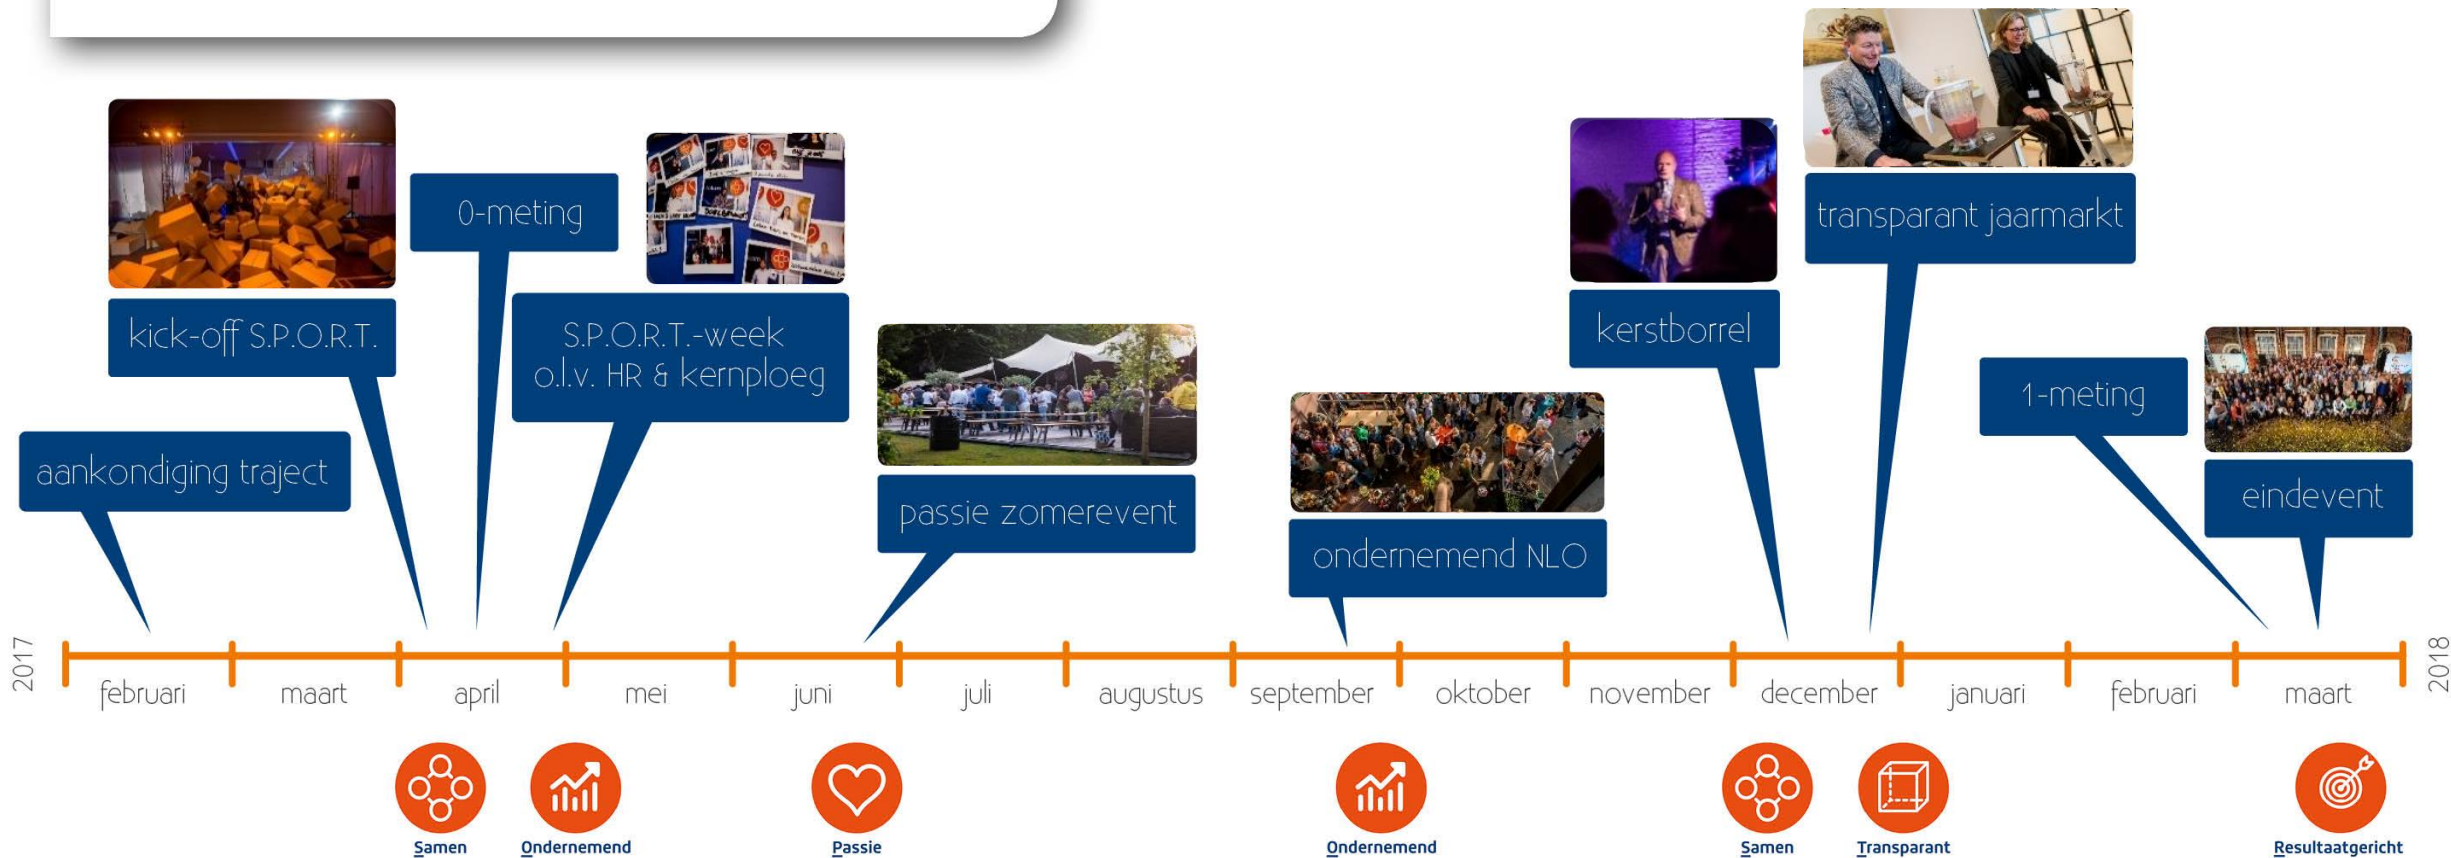 kick-off S.P.O.R.T.
0-meting
S.P.O.R.T.-week
o.l.v. HR & kernploeg
aankondiging traject
passie zomerevent
ondernemend NLO
kerstborrel
transparant jaarmarkt
1-meting
eindevent
2017
februari
maart
april
mei
juni
juli
augustus
september
oktober
november
december
januari
februari
maart
2018
Samen
Ondernemend
Passie
Ondernemend
Samen
Transparant
Resultaatgericht